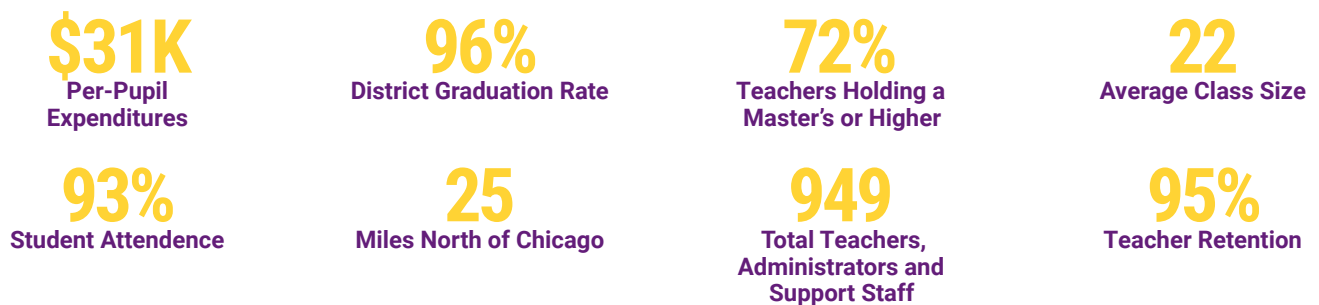 $31K
Per-Pupil
Expenditures
96%
District Graduation Rate
72%
Teachers Holding a
Master's or Higher
22
Average Class Size
93%
Student Attendence
25
Miles North of Chicago
949
Total Teachers,
Administrators and
Support Staff
95%
Teacher Retention